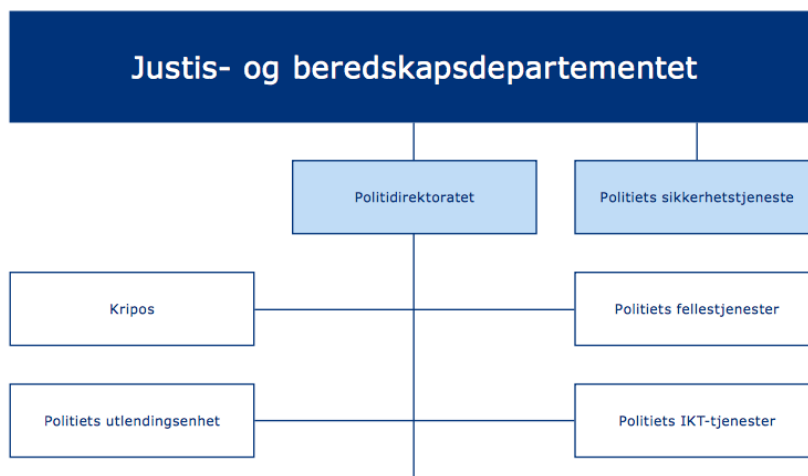 Justis- og beredskapsdepartementet
Politidirektoratet
Politiets sikkerhetstjeneste
Kripos
Politiets fellestjenester
Politiets utlendingsenhet
Politiets IKT-tjenester